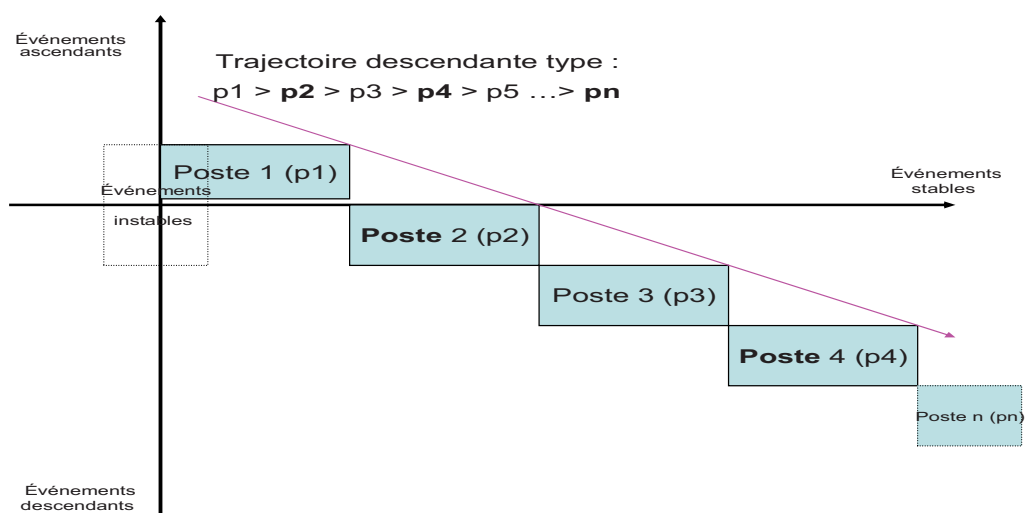 Événements
ascendants
Trajectoire descendante type :
p1 > p2 > p3 > p4 > p5 …> pn
Poste 1 (p1)
Événements
instables
Événements
stables
Poste 2 (p2)
Poste 3 (p3)
Poste 4 (p4)
Poste n (pn)
Événements
descendants